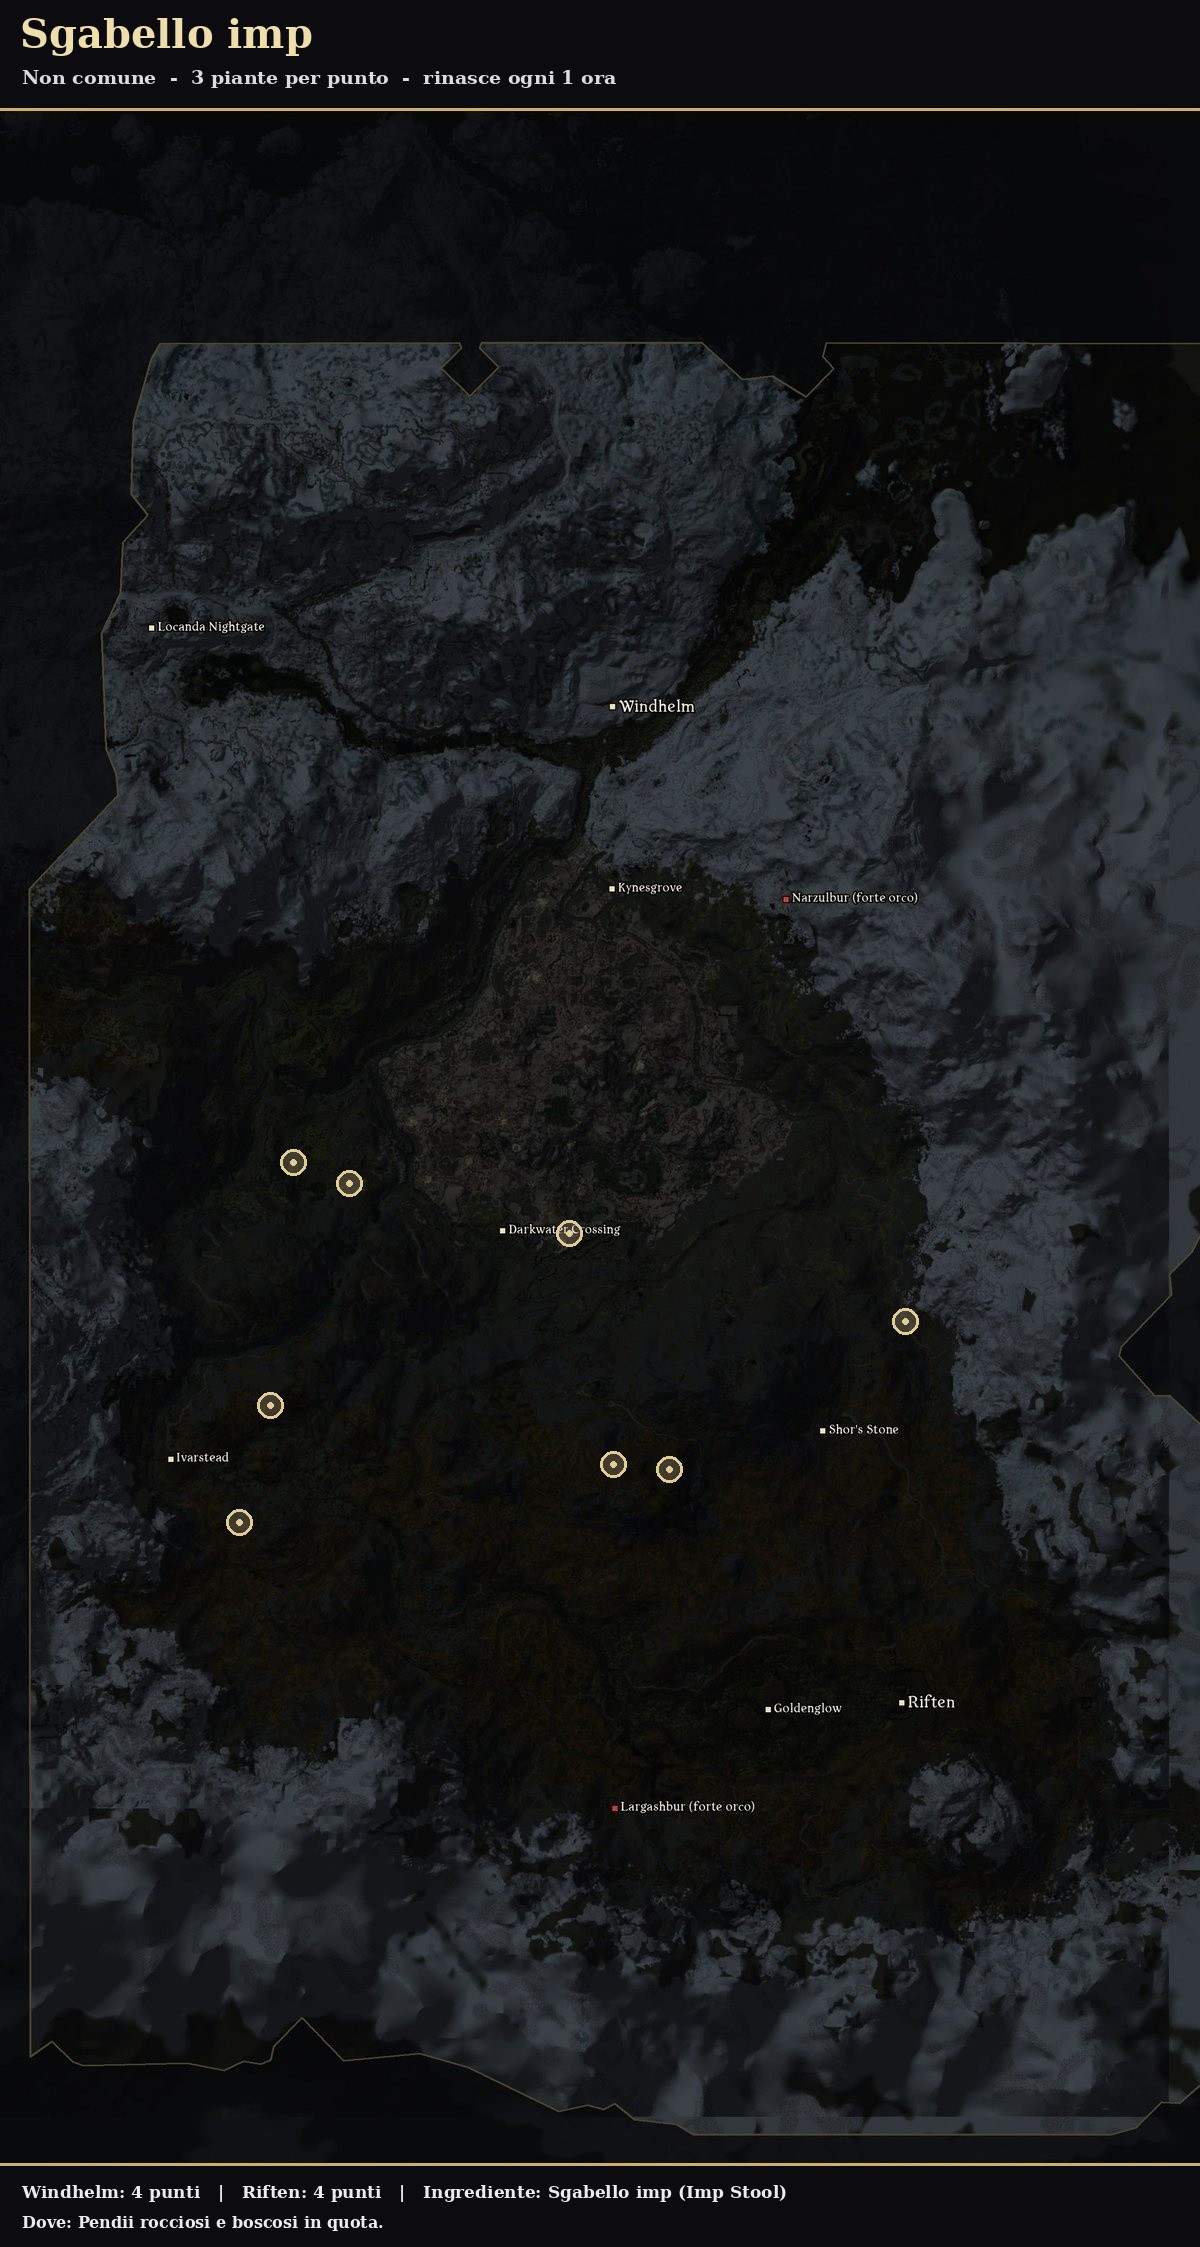 Sgabello imp
Non comune - 3 piante per punto - rinasce ogni 1 ora
Locanda Nightgate
Windhelm
Kynesgrove
Narzulbur (forte orco)
Darkwater Crossing
Shor's Stone
Ivarstead
Riften
Goldenglow
Largashbur (forte orco)
Windhelm: 4 punti | Riften: 4 punti | Ingrediente: Sgabello imp (Imp Stool)
Dove: Pendii rocciosi e boscosi in quota.